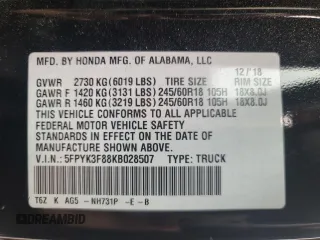 MFD. BY HONDA MFG. OF ALABAMA, LLC
12/18
GVWR 2730 KG (6019 LBS) TIRE SIZE RIM SIZE
GAWR F 1420 KG (3131 LBS) 245/60R18 105H 18X8.0J
GAWR R 1460 KG (3219 LBS) 245/60R18 105H 18X8.0J
THIS VEHICLE CONFORMS TO ALL APPLICABLE
FEDERAL MOTOR VEHICLE SAFETY AND BUMPER
STANDARDS IN EFFECT ON THE DATE OF
MANUFACTURE SHOWN ABOVE.
V.I.N.: 5FPYK3F88KB028507 TYPE: TRUCK
T6Z K AG5 - NH731P -E-B
DREAMBID